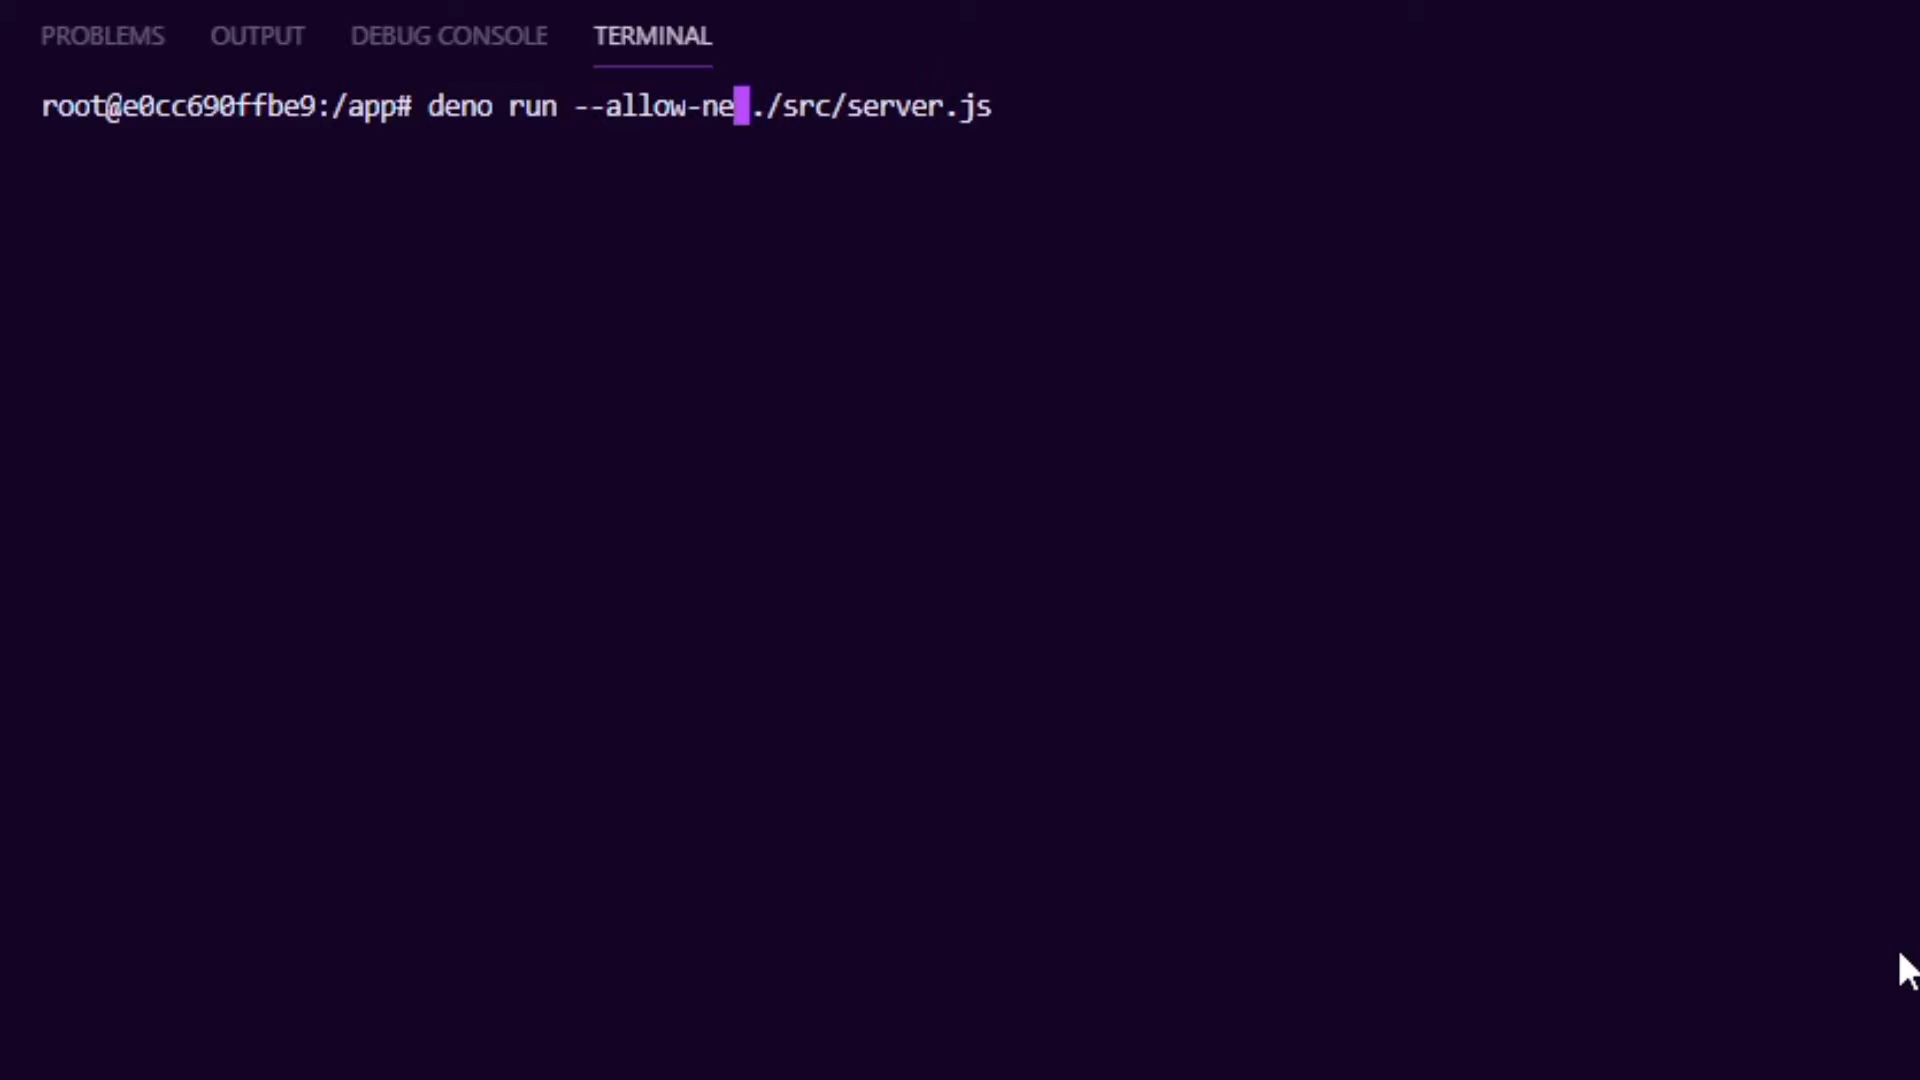 PROBLEMS OUTPUT DEBUG CONSOLE TERMINAL
root@e0cc690ffbe9:/app# deno run --allow-ne ./src/server.js